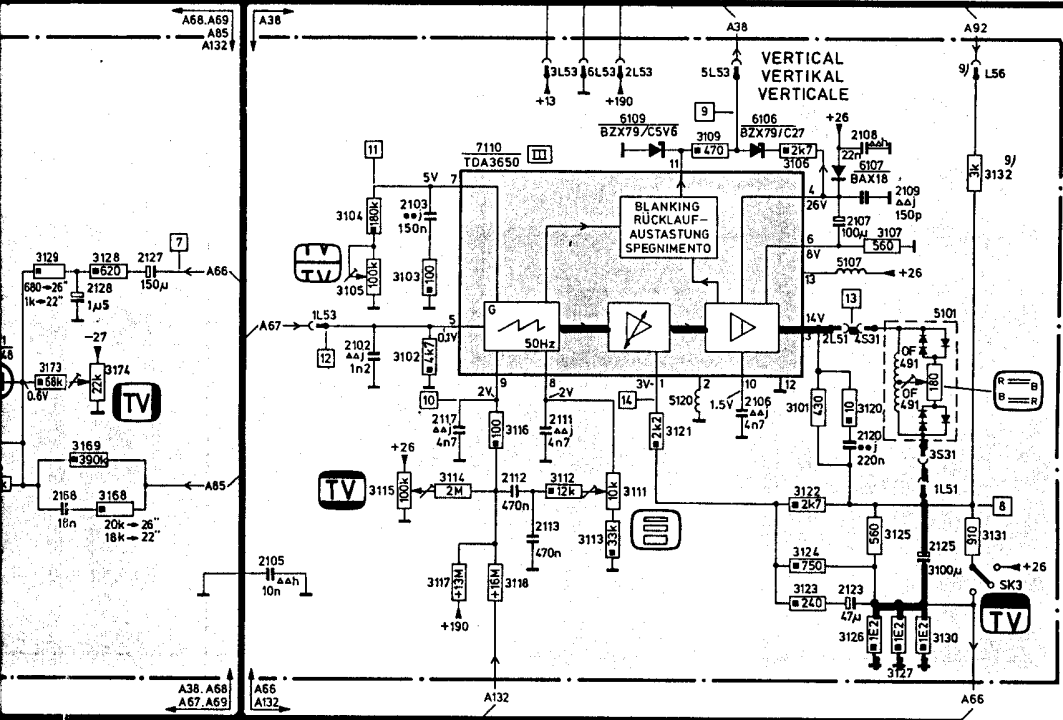 A68.A69
A85
A132
A38
A38
A92
3L53
6L53
2L53
+13
+190
5L53
9
VERTICAL
VERTIKAL
VERTICALE
9j
L56
6109
BZX79/C5V6
3109
470
6106
BZX79/C27
2k7
3106
+26
2108
22n
6107
BAX18
3k
3132
9j
7110
TDA3650
III
11
11
7
5V
4
26V
2109
150p
3104
180k
2103
150n
BLANKING
RÜCKLAUF-
AUSTASTUNG
SPEGNIMENTO
2107
100µ
3107
560
6
8V
TV
TV
100k
3105
3103
100
13
5107
+26
7
3129
3128
620
2127
150µ
A66
680→26"
1k→22"
2128
1µ5
-27
A67
1L53
12
2102
1n2
3102
4k7
5
0.3V
G
50Hz
14V
3
13
2L51
4S31
5101
OF
491
OF
491
180
R B
B R
3173
68k
0.6V
3174
22k
TV
9
2V
8
2V
10
14
3V-
1
2
5120
10
1.5V
12
2117
4n7
3116
100
2111
4n7
3121
2k2
2106
4n7
3101
430
3120
10
2120
220n
3S31
1L51
3169
390k
2168
18n
3168
20k→26"
18k→22"
A85
TV
+26
3115
100k
3114
2M
2112
470n
3112
12k
3111
10k
2113
470n
3113
33k
3122
2k7
8
560
3125
2125
3100µ
910
3131
+26
SK3
TV
2105
10n
3117
+13M
+190
+16M
3118
3124
750
3123
240
2123
47µ
3126
1E2
1E2
3127
1E2
3130
A38.A68
A67.A69
A66
A132
A132
A66